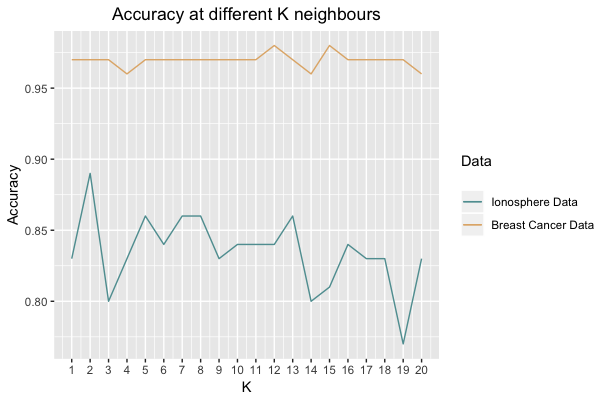 Accuracy at different K neighbours
0.95
0.90
0.85
0.80
Accuracy
1 2 3 4 5 6 7 8 9 10 11 12 13 14 15 16 17 18 19 20
K
Data
Ionosphere Data
Breast Cancer Data